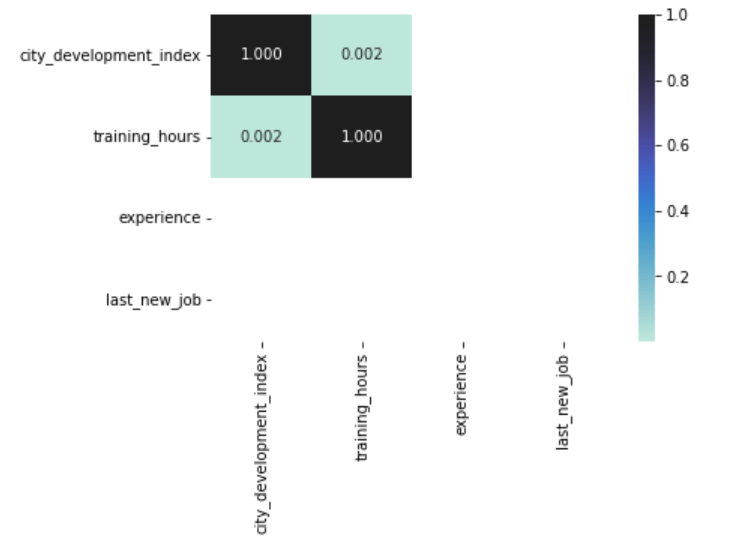 city_development_index
1.000 0.002
training_hours
0.002 1.000
experience
last_new_job
city_development_index
training_hours
experience
last_new_job
1.0
0.8
0.6
0.4
0.2